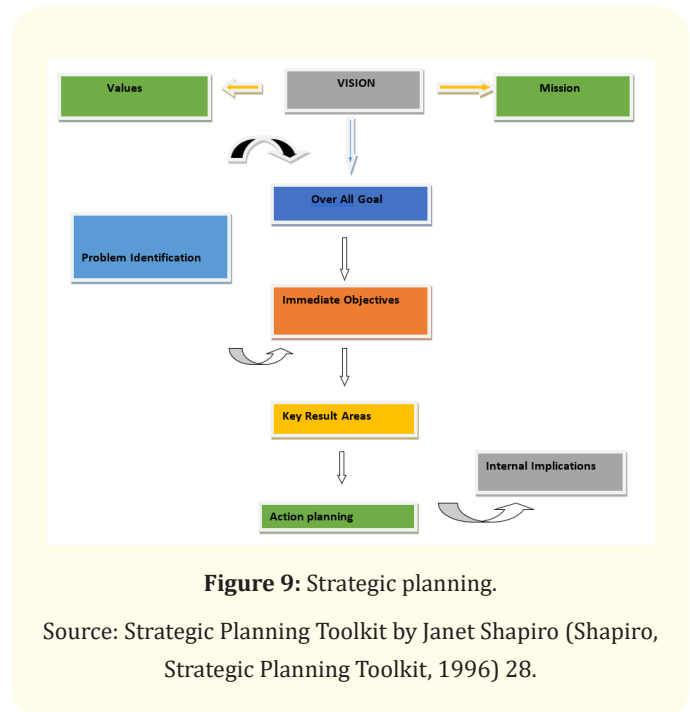 Values
VISION
Mission
Over All Goal
Problem Identification
Immediate Objectives
Key Result Areas
Internal Implications
Action planning
Figure 9: Strategic planning.
Source: Strategic Planning Toolkit by Janet Shapiro (Shapiro,
Strategic Planning Toolkit, 1996) 28.